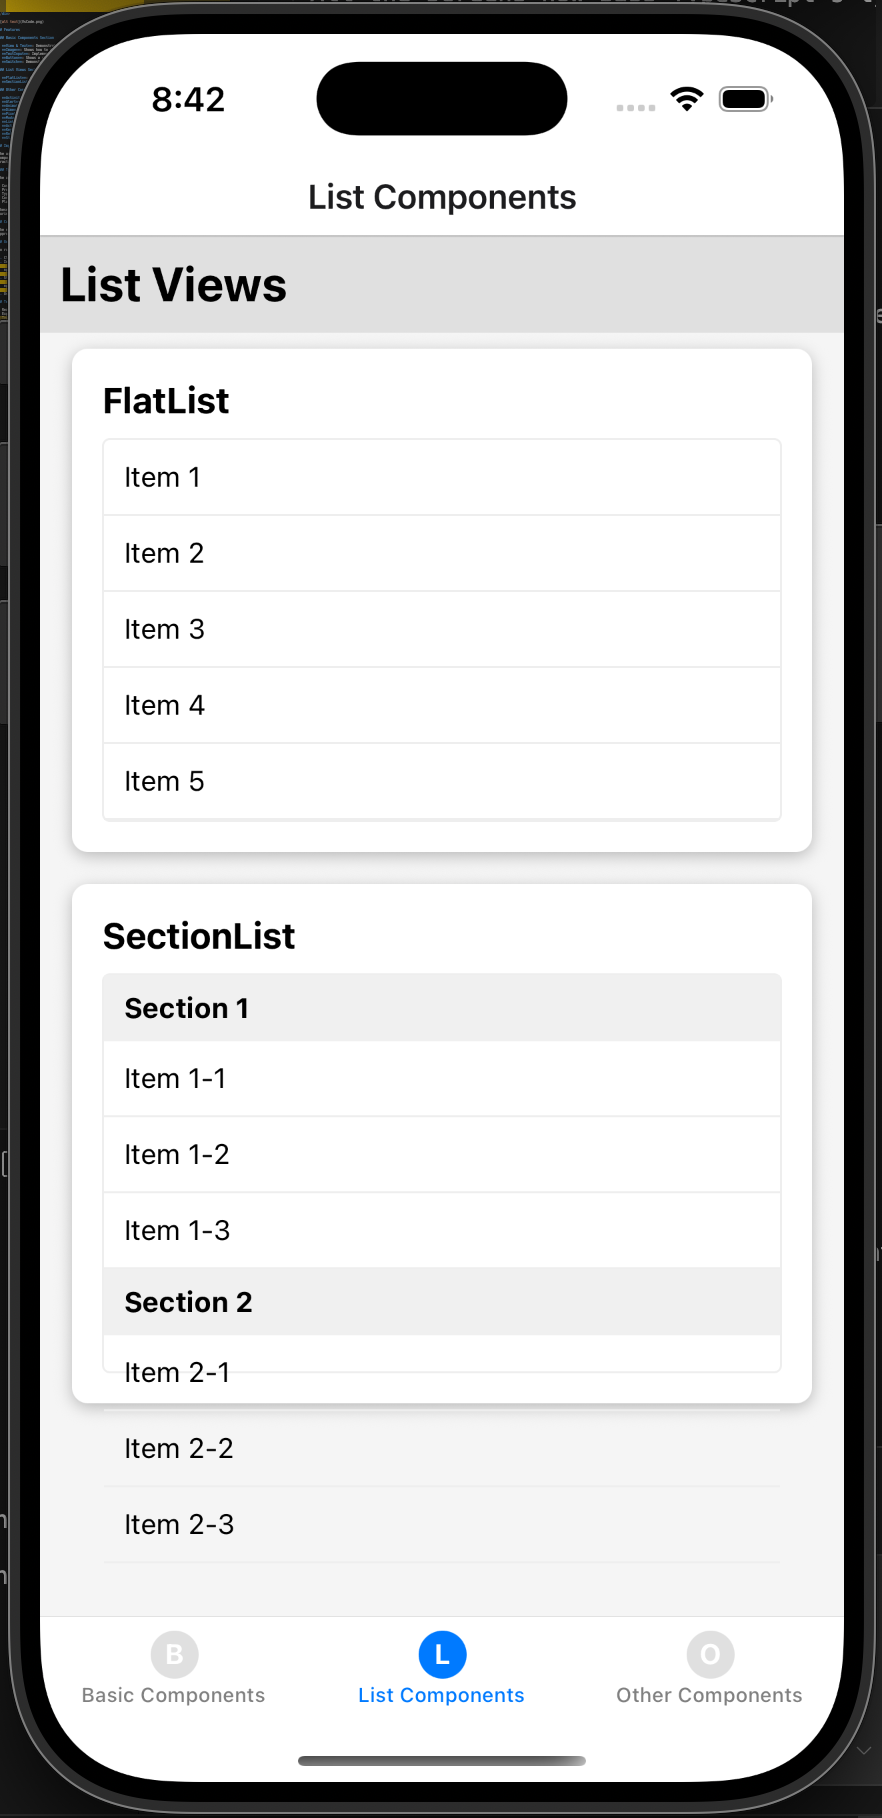 8:42
List Components
List Views
FlatList
Item 1
Item 2
Item 3
Item 4
Item 5
SectionList
Section 1
Item 1-1
Item 1-2
Item 1-3
Section 2
Item 2-1
Item 2-2
Item 2-3
B
Basic Components
L
List Components
O
Other Components